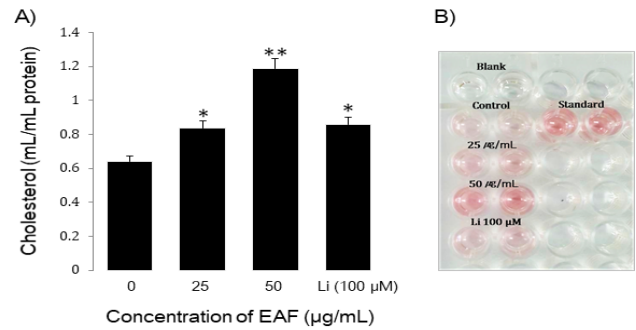 A)
Cholesterol (mL/mL protein)
1.4
1.2
1
0.8
0.6
0.4
0.2
0
*
**
*
0 25 50 Li (100 µM)
Concentration of EAF (µg/mL)
B)
Blank
Control Standard
25 ㎍/mL
50 ㎍/mL
Li 100 µM